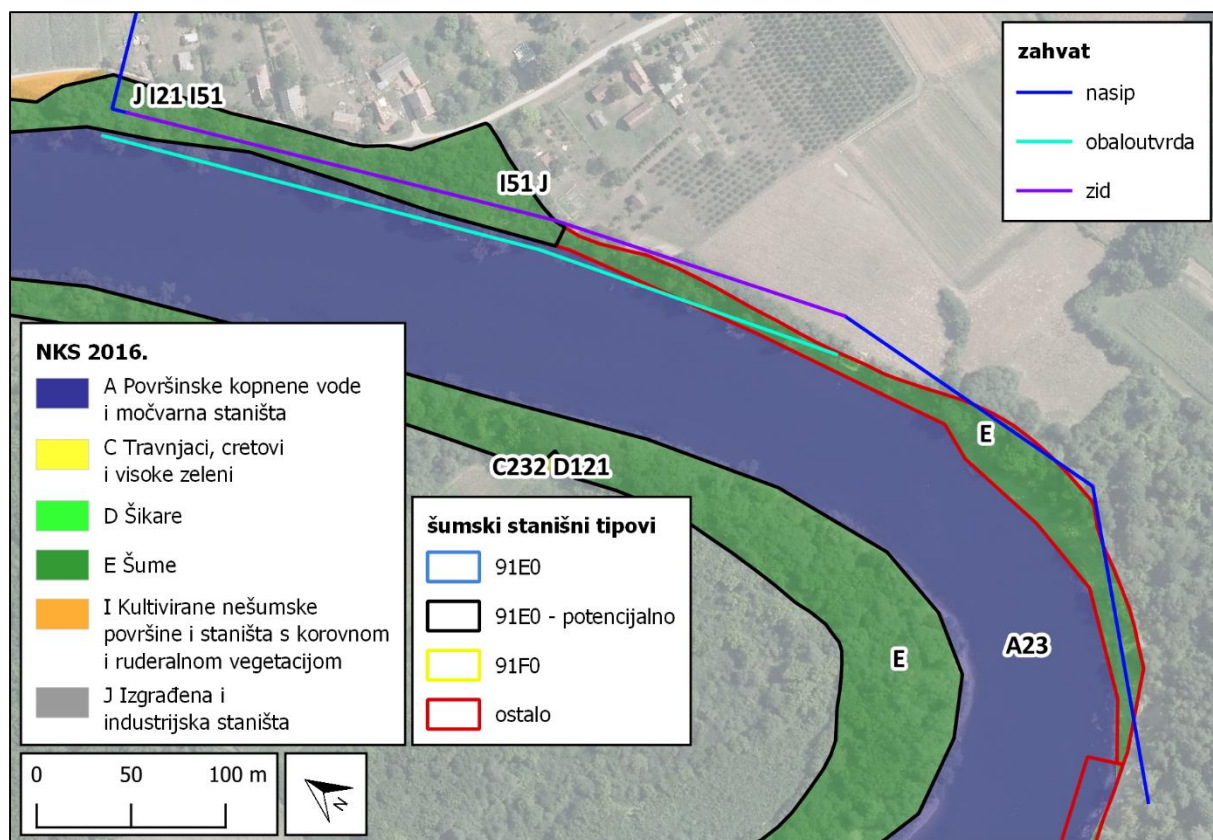 J I21 I51
I51 J
E
C232 D121
E
A23
zahvat
nasip
obaloutvrda
zid
NKS 2016.
A Površinske kopnene vode
i močvarna staništa
C Travnjaci, cretovi
i visoke zeleni
D Šikare
E Šume
I Kultivirane nešumske
površine i staništa s korovnom
i ruderalnom vegetacijom
J Izgrađena i
industrijska staništa
šumski stanišni tipovi
91E0
91E0 - potencijalno
91F0
ostalo
0 50 100 m
N